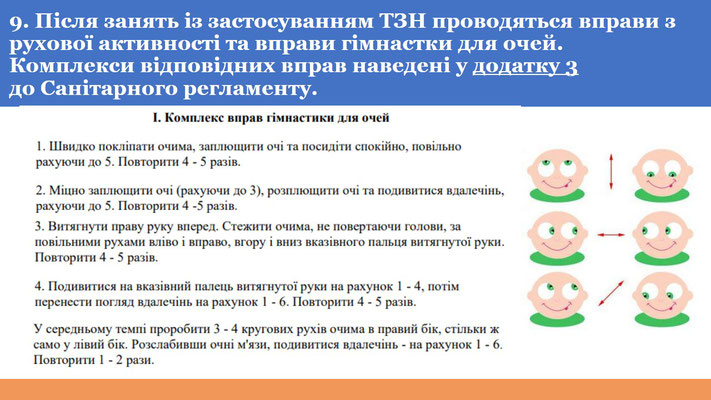 9. Після занять із застосуванням ТЗН проводяться вправи з
рухової активності та вправи гімнастки для очей.
Комплекси відповідних вправ наведені у додатку 3
до Санітарного регламенту.
І. Комплекс вправ гімнастики для очей
1. Швидко покліпати очима, заплющити очі та посидіти спокійно, повільно
рахуючи до 5. Повторити 4 - 5 разів.
2. Міцно заплющити очі (рахуючи до 3), розплющити очі та подивитися вдалечінь,
рахуючи до 5. Повторити 4 -5 разів.
3. Витягнути праву руку вперед. Стежити очима, не повертаючи голови, за
повільними рухами вліво і вправо, вгору і вниз вказівного пальця витягнутої руки.
Повторити 4 - 5 разів.
4. Подивитися на вказівний палець витягнутої руки на рахунок 1 - 4, потім
перенести погляд вдалечінь на рахунок 1 - 6. Повторити 4 - 5 разів.
У середньому темпі проробити 3 - 4 кругових рухів очима в правий бік, стільки ж
само у лівий бік. Розслабивши очні м'язи, подивитися вдалечінь - на рахунок 1 - 6.
Повторити 1 - 2 рази.